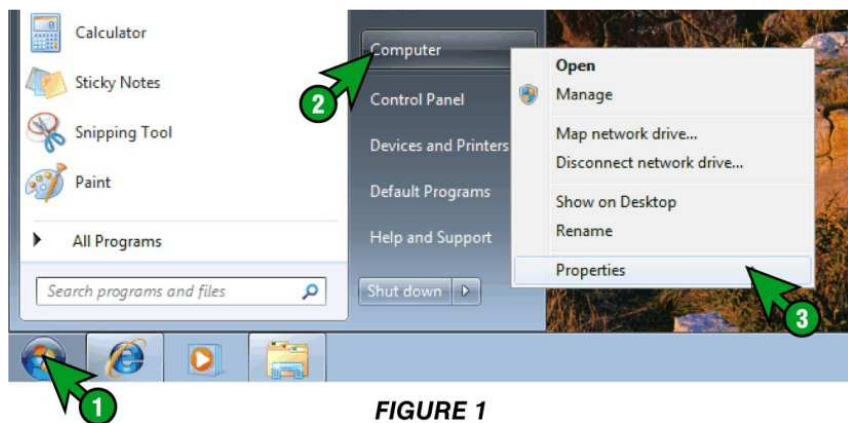 Calculator
Sticky Notes
Snipping Tool
Paint
All Programs
Search programs and files
Computer
Control Panel
Devices and Printers
Default Programs
Help and Support
Shut down
Open
Manage
Map network drive...
Disconnect network drive...
Show on Desktop
Rename
Properties
2
3
1
FIGURE 1